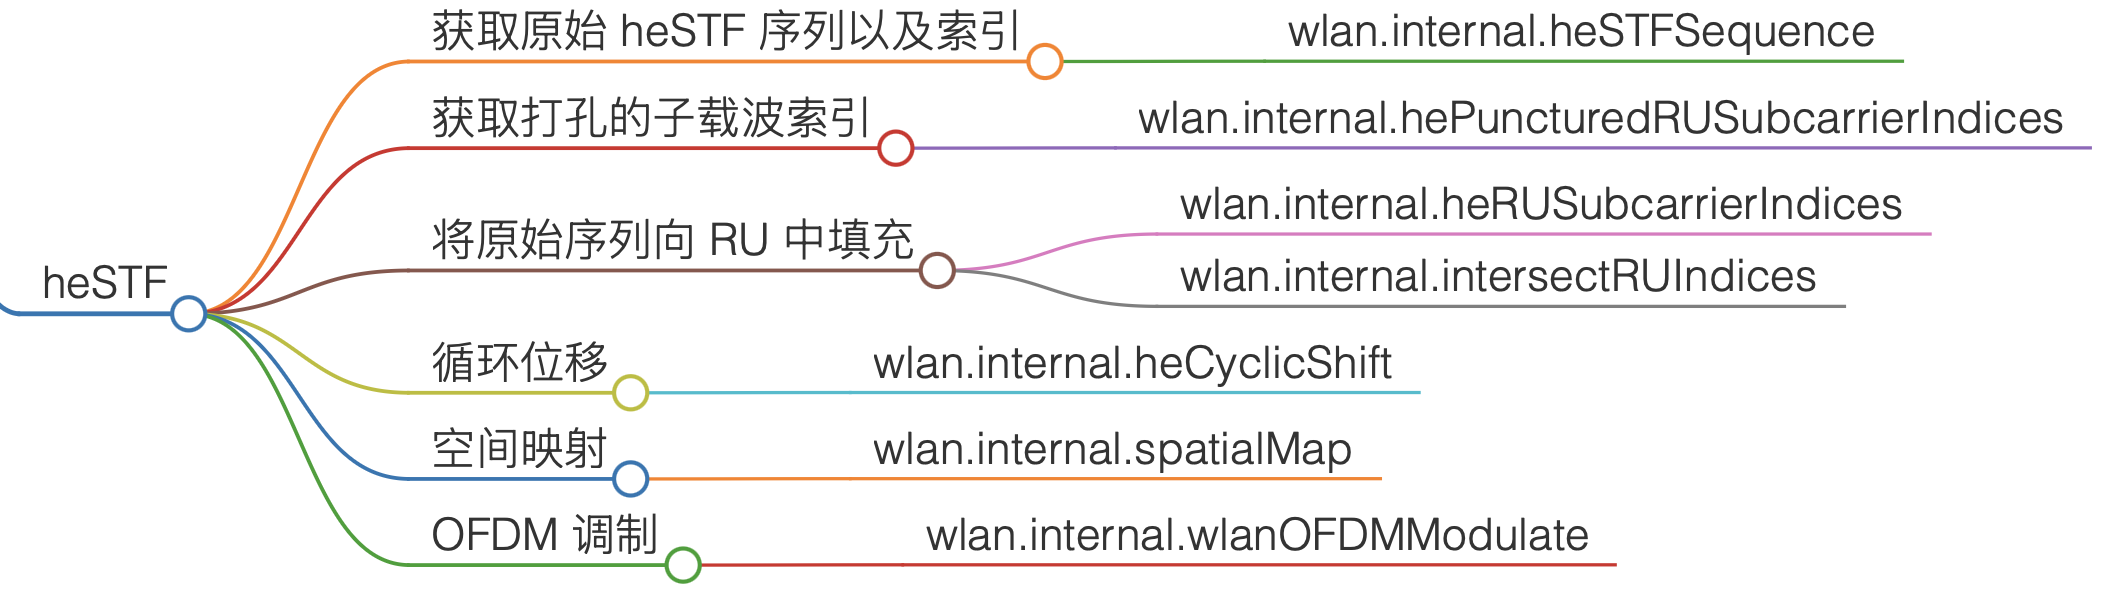 获取原始 heSTF 序列以及索引
wlan.internal.heSTFSequence
获取打孔的子载波索引
wlan.internal.hePuncturedRUSubcarrierIndices
将原始序列向 RU 中填充
wlan.internal.heRUSubcarrierIndices
wlan.internal.intersectRUIndices
heSTF
循环位移
wlan.internal.heCyclicShift
空间映射
wlan.internal.spatialMap
OFDM 调制
wlan.internal.wlanOFDMModulate